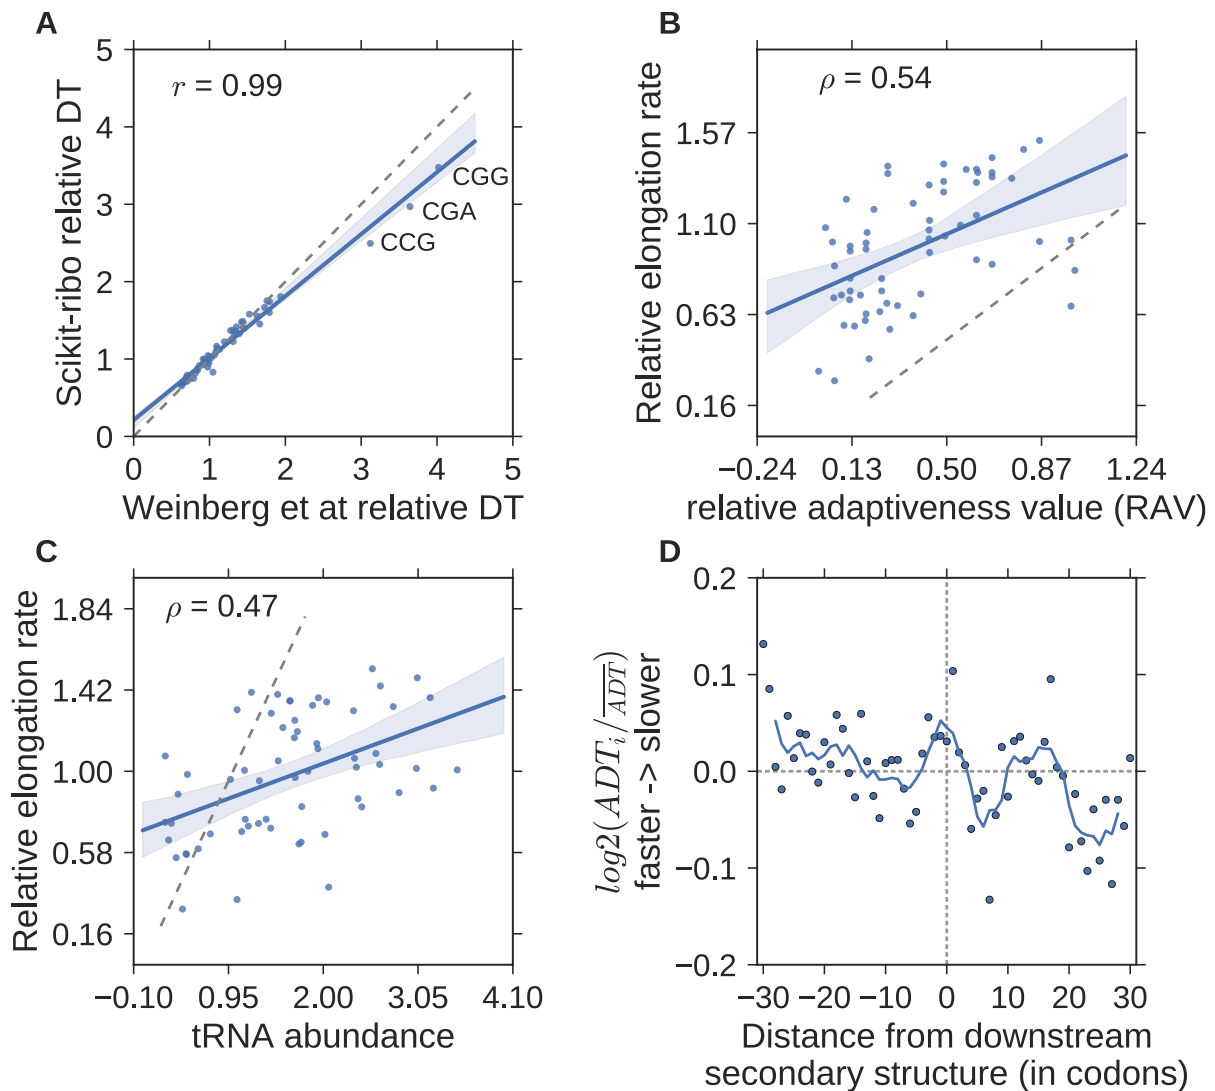 A
r = 0.99
Scikit-ribo relative DT
5
4
3
2
1
0
CGG
CGA
CCG
0 1 2 3 4 5
Weinberg et at relative DT
B
ρ = 0.54
Relative elongation rate
1.57
1.10
0.63
0.16
−0.24 0.13 0.50 0.87 1.24
relative adaptiveness value (RAV)
C
ρ = 0.47
Relative elongation rate
1.84
1.42
1.00
0.58
0.16
−0.10 0.95 2.00 3.05 4.10
tRNA abundance
D
log2(ADT_i/\overline{ADT})
faster -> slower
0.2
0.1
0.0
−0.1
−0.2
−30 −20 −10 0 10 20 30
Distance from downstream
secondary structure (in codons)